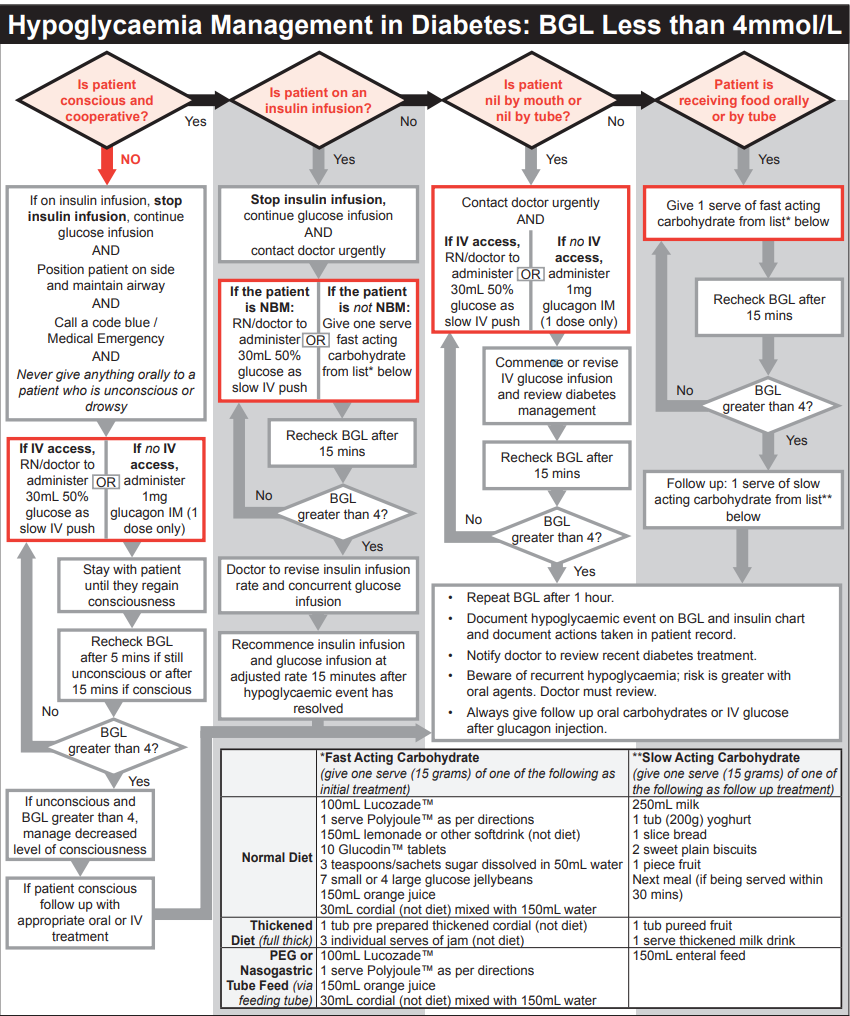 Hypoglycaemia Management in Diabetes: BGL Less than 4mmol/L
Is patient
conscious and
cooperative?
Yes
NO
If on insulin infusion, stop
insulin infusion, continue
glucose infusion
AND
Position patient on side
and maintain airway
AND
Call a code blue /
Medical Emergency
AND
Never give anything orally to a
patient who is unconscious or
drowsy
If IV access,
RN/doctor to
administer
30mL 50%
glucose as
slow IV push
OR
If no IV
access,
administer
1mg
glucagon IM (1
dose only)
Stay with patient
until they regain
consciousness
Recheck BGL
after 5 mins if still
unconscious or after
15 mins if conscious
No
BGL
greater than 4?
Yes
If unconscious and
BGL greater than 4,
manage decreased
level of consciousness
If patient conscious
follow up with
appropriate oral or IV
treatment
Is patient on an
insulin infusion?
No
Yes
Stop insulin infusion,
continue glucose infusion
AND
contact doctor urgently
If the patient
is NBM:
RN/doctor to
administer
30mL 50%
glucose as
slow IV push
OR
If the patient
is not NBM:
Give one serve
fast acting
carbohydrate
from list* below
Recheck BGL after
15 mins
No
BGL
greater than 4?
Yes
Doctor to revise insulin infusion
rate and concurrent glucose
infusion
Recommence insulin infusion
and glucose infusion at
adjusted rate 15 minutes after
hypoglycaemic event has
resolved
Is patient
nil by mouth or
nil by tube?
No
Yes
Contact doctor urgently
AND
If IV access,
RN/doctor to
administer
30mL 50%
glucose as
slow IV push
OR
If no IV
access,
administer
1mg
glucagon IM
(1 dose only)
Commence or revise
IV glucose infusion
and review diabetes
management
Recheck BGL after
15 mins
No
BGL
greater than 4?
Yes
Patient is
receiving food orally
or by tube
Yes
Give 1 serve of fast acting
carbohydrate from list* below
Recheck BGL after
15 mins
No
BGL
greater than 4?
Yes
Follow up: 1 serve of slow
acting carbohydrate from list**
below
• Repeat BGL after 1 hour.
• Document hypoglycaemic event on BGL and insulin chart
and document actions taken in patient record.
• Notify doctor to review recent diabetes treatment.
• Beware of recurrent hypoglycaemia; risk is greater with
oral agents. Doctor must review.
• Always give follow up oral carbohydrates or IV glucose
after glucagon injection.
*Fast Acting Carbohydrate
(give one serve (15 grams) of one of the following as
initial treatment)
**Slow Acting Carbohydrate
(give one serve (15 grams) of one of
the following as follow up treatment)
Normal Diet
100mL Lucozade™
1 serve Polyjoule™ as per directions
150mL lemonade or other softdrink (not diet)
10 Glucodin™ tablets
3 teaspoons/sachets sugar dissolved in 50mL water
7 small or 4 large glucose jellybeans
150mL orange juice
30mL cordial (not diet) mixed with 150mL water
250mL milk
1 tub (200g) yoghurt
1 slice bread
2 sweet plain biscuits
1 piece fruit
Next meal (if being served within
30 mins)
Thickened
Diet (full thick)
1 tub pre prepared thickened cordial (not diet)
3 individual serves of jam (not diet)
1 tub pureed fruit
1 serve thickened milk drink
PEG or
Nasogastric
Tube Feed (via
feeding tube)
100mL Lucozade™
1 serve Polyjoule™ as per directions
150mL orange juice
30mL cordial (not diet) mixed with 150mL water
150mL enteral feed